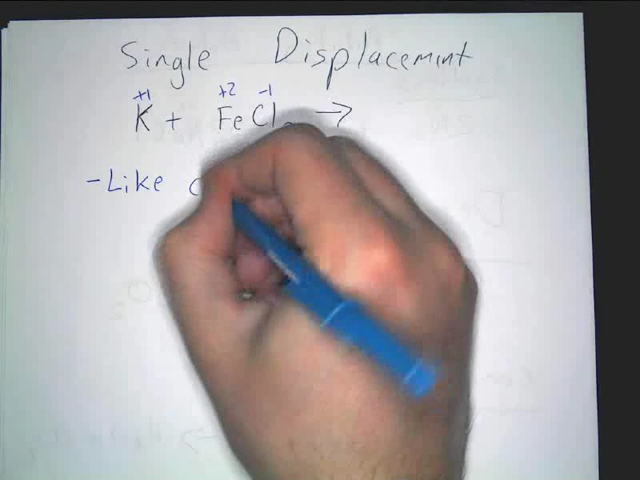 Single Displacement
+1 +2 -1
K + FeCl →
- Like